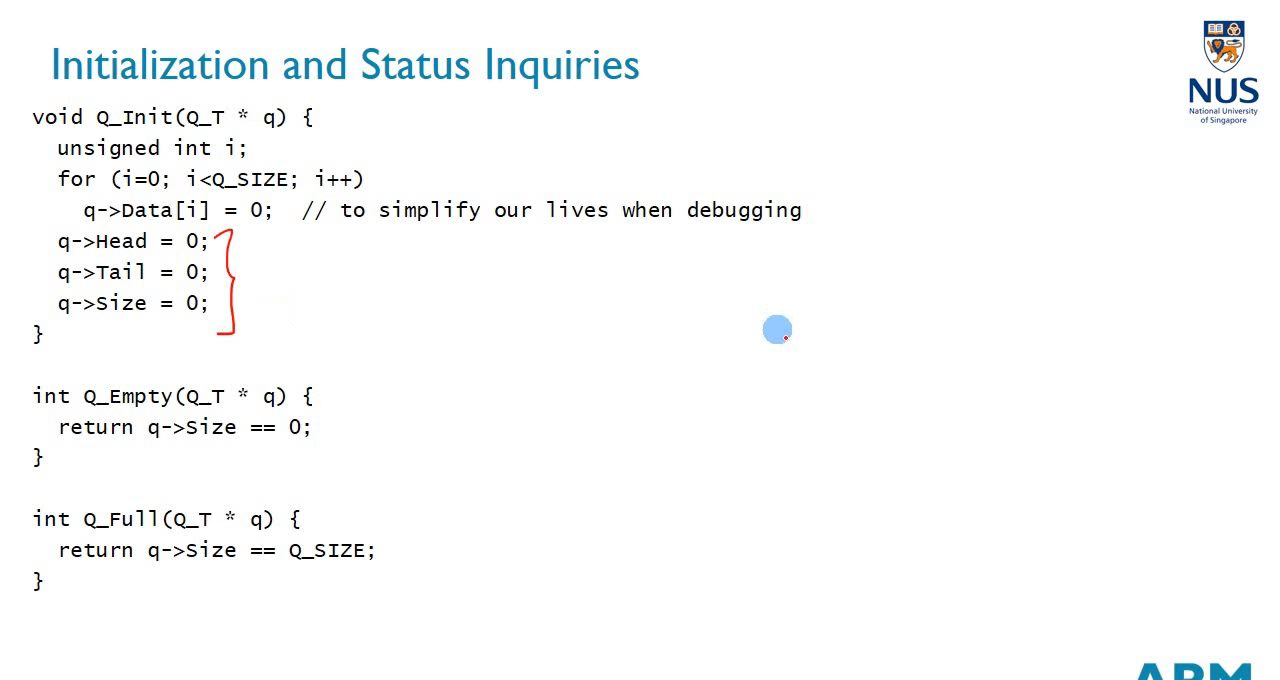 Initialization and Status Inquiries
NUS
National University
of Singapore
void Q_Init(Q_T * q) {
  unsigned int i;
  for (i=0; i<Q_SIZE; i++)
    q->Data[i] = 0;  // to simplify our lives when debugging
  q->Head = 0;
  q->Tail = 0;
  q->Size = 0;
}
int Q_Empty(Q_T * q) {
  return q->Size == 0;
}
int Q_Full(Q_T * q) {
  return q->Size == Q_SIZE;
}
ARM